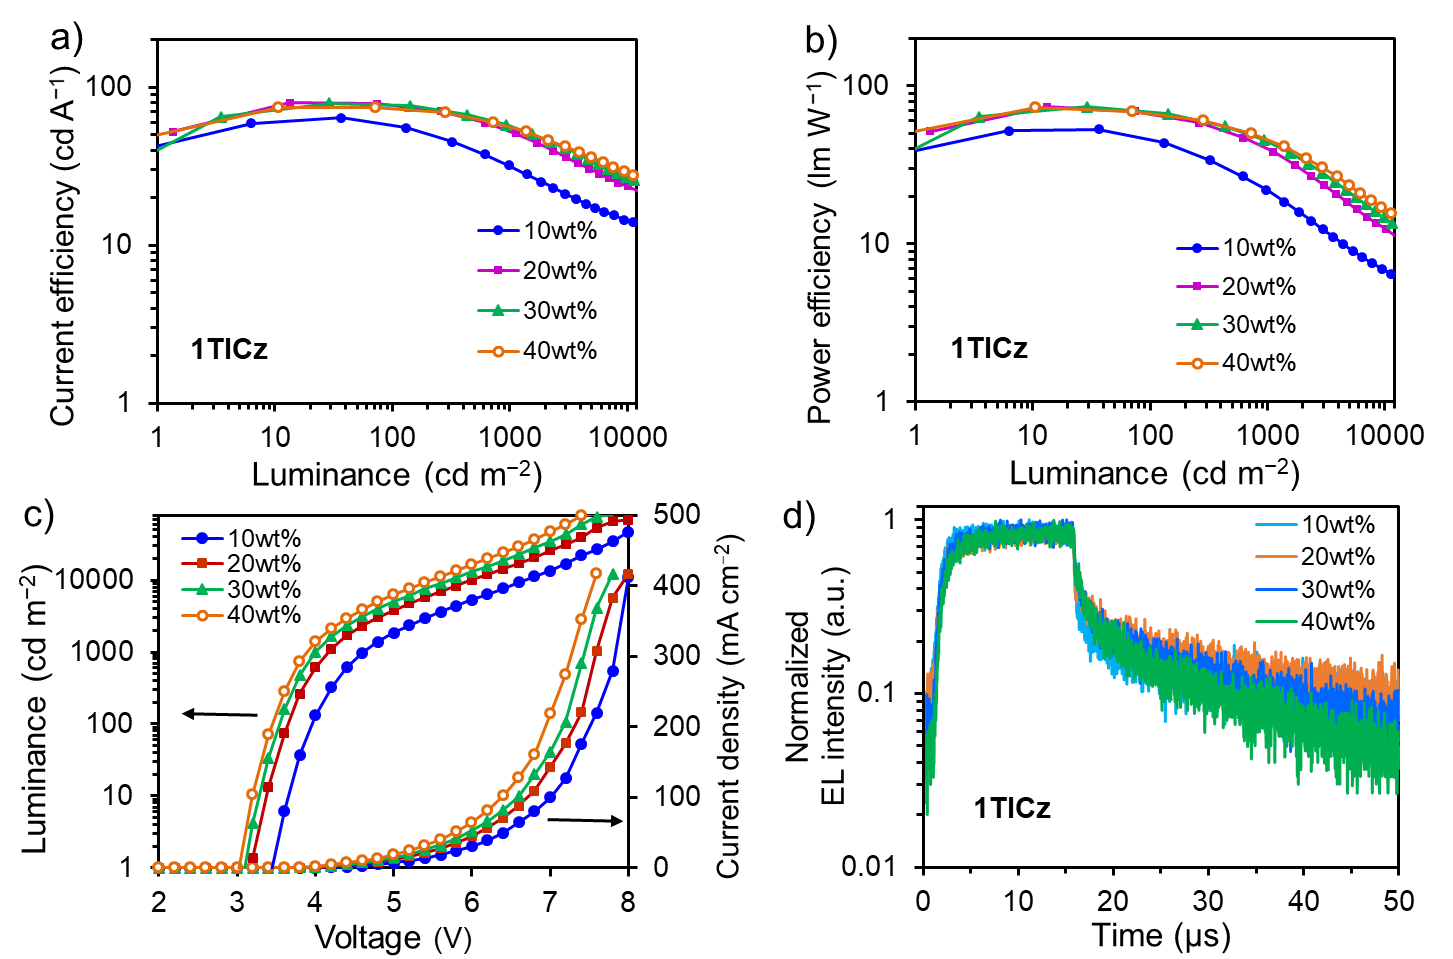 a)
Current efficiency (cd A⁻¹)
100
10
1
10wt%
20wt%
30wt%
40wt%
1TICz
1 10 100 1000 10000
Luminance (cd m⁻²)
b)
Power efficiency (lm W⁻¹)
100
10
1
10wt%
20wt%
30wt%
40wt%
1TICz
1 10 100 1000 10000
Luminance (cd m⁻²)
c)
Luminance (cd m⁻²)
10000
1000
100
10
1
10wt%
20wt%
30wt%
40wt%
500
400
300
200
100
0
Current density (mA cm⁻²)
2 3 4 5 6 7 8
Voltage (V)
d)
Normalized
EL intensity (a.u.)
1
0.1
0.01
10wt%
20wt%
30wt%
40wt%
1TICz
0 10 20 30 40 50
Time (µs)